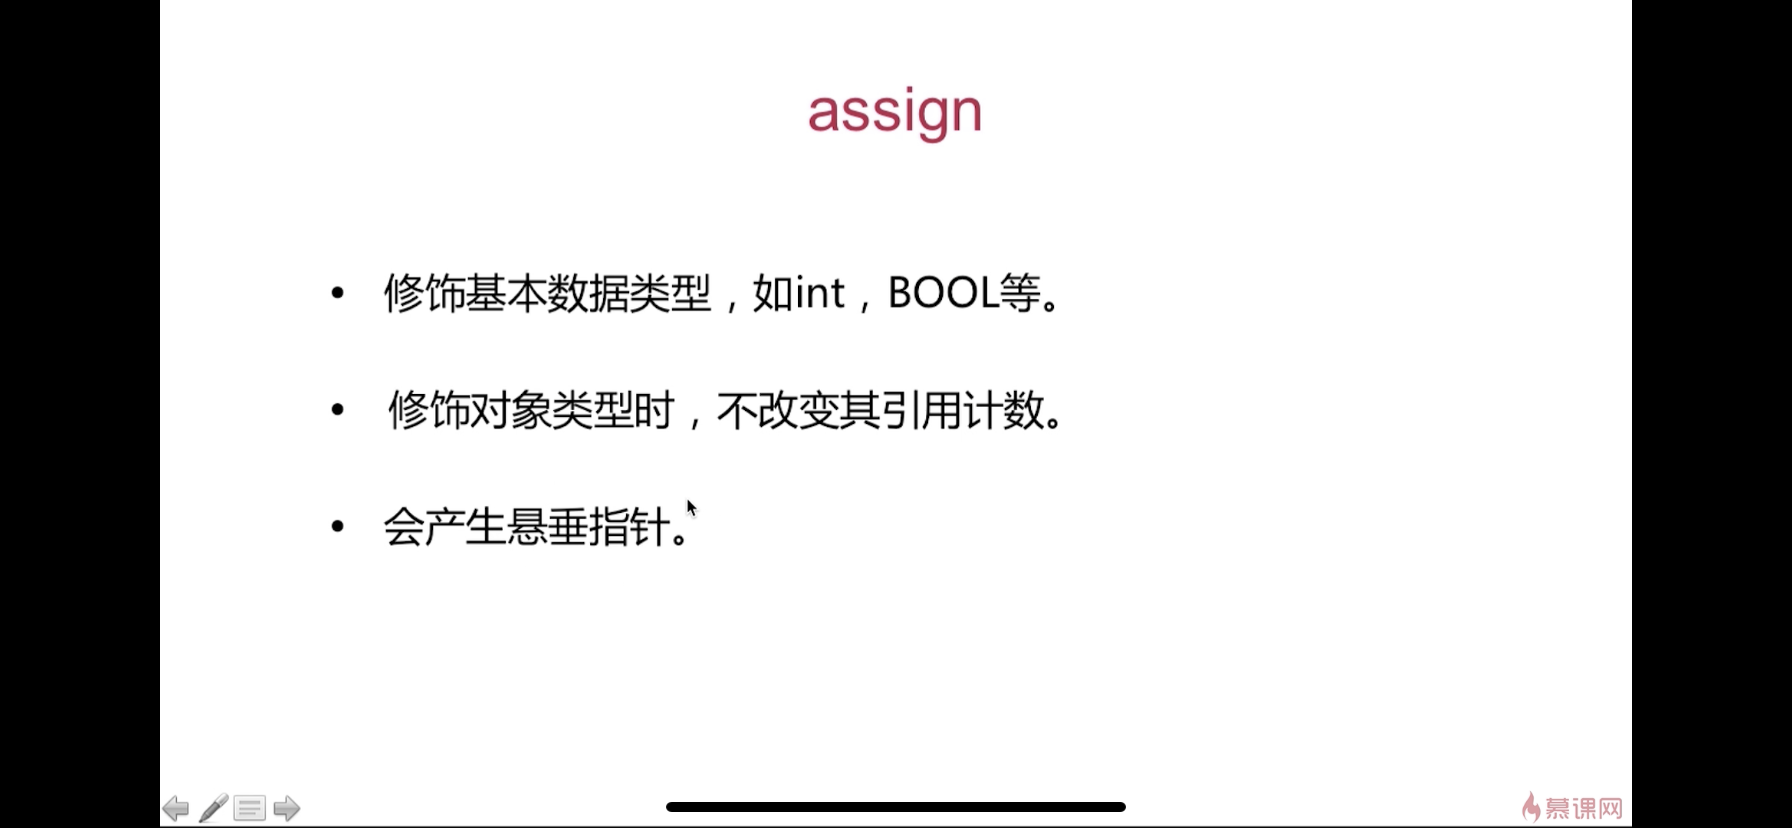 assign
• 修饰基本数据类型，如int，BOOL等。
• 修饰对象类型时，不改变其引用计数。
• 会产生悬垂指针。
慕课网